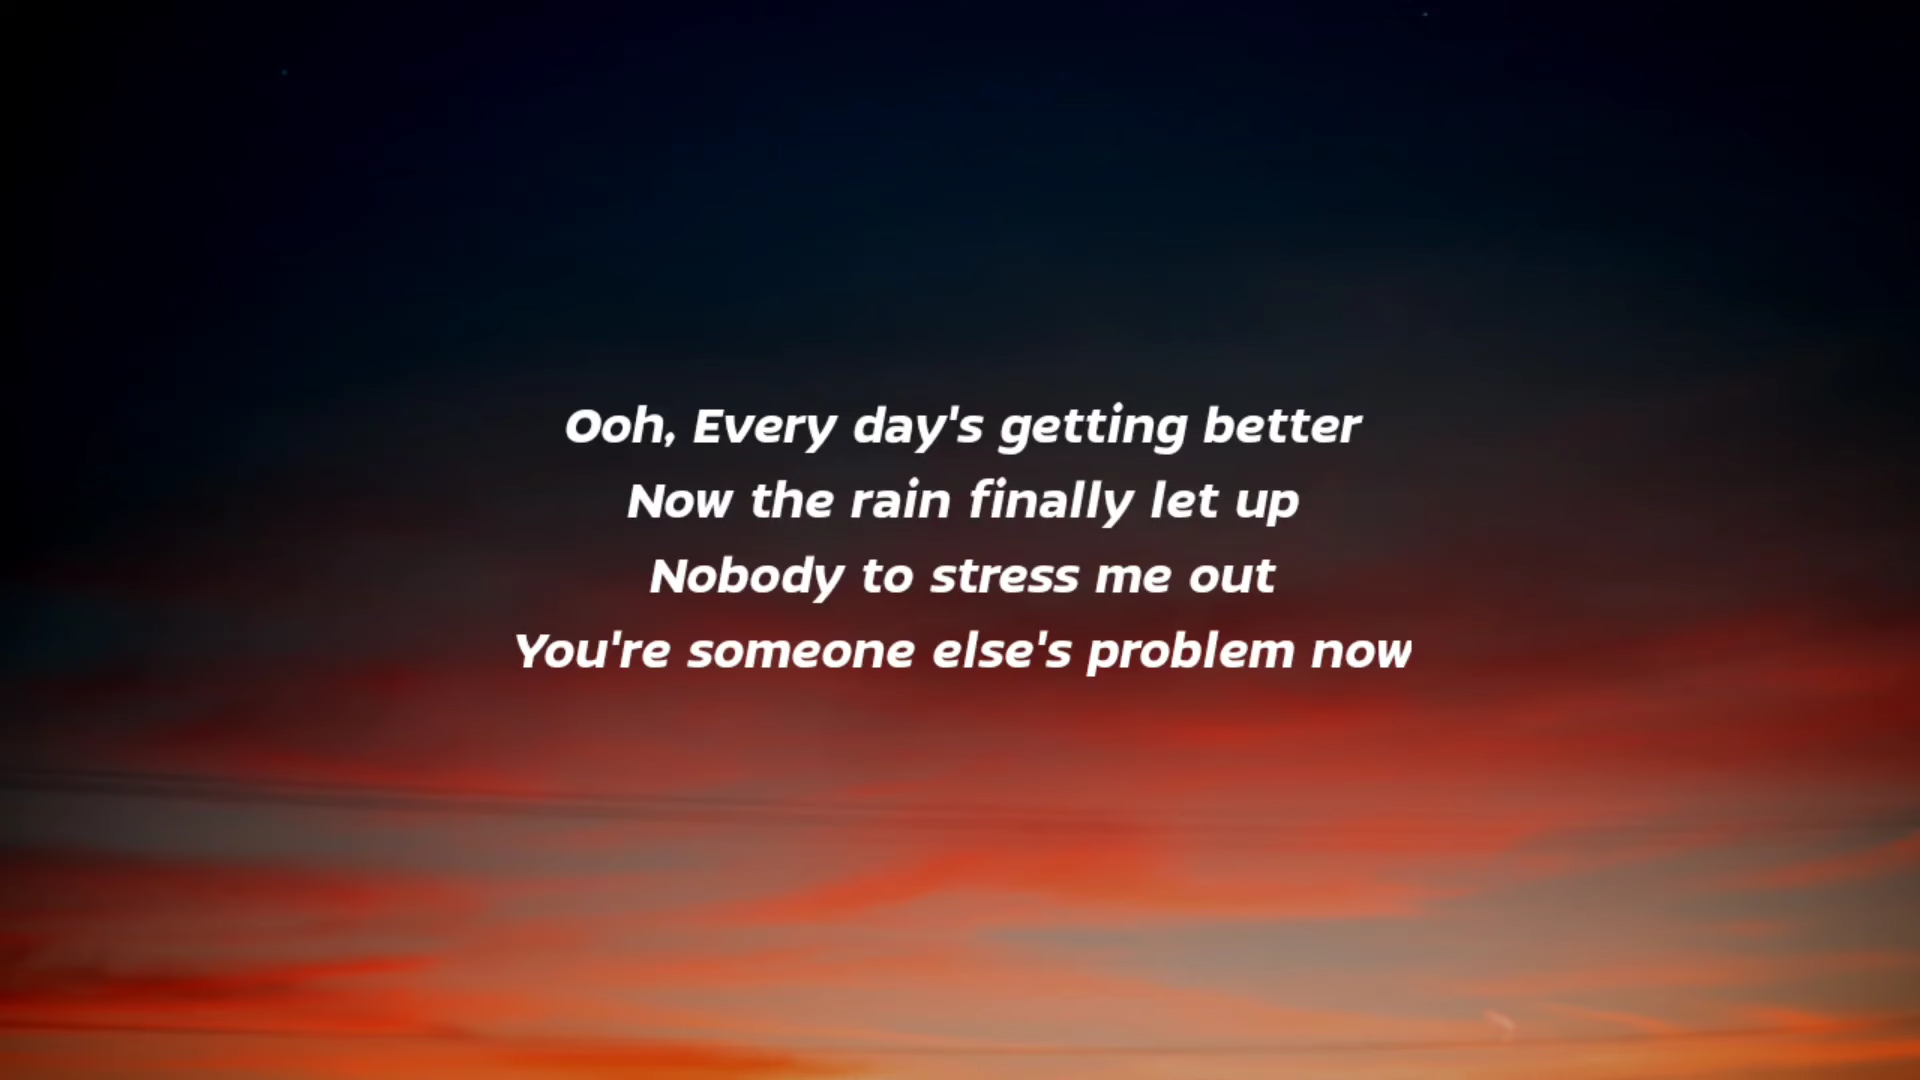 Ooh, Every day's getting better
Now the rain finally let up
Nobody to stress me out
You're someone else's problem now